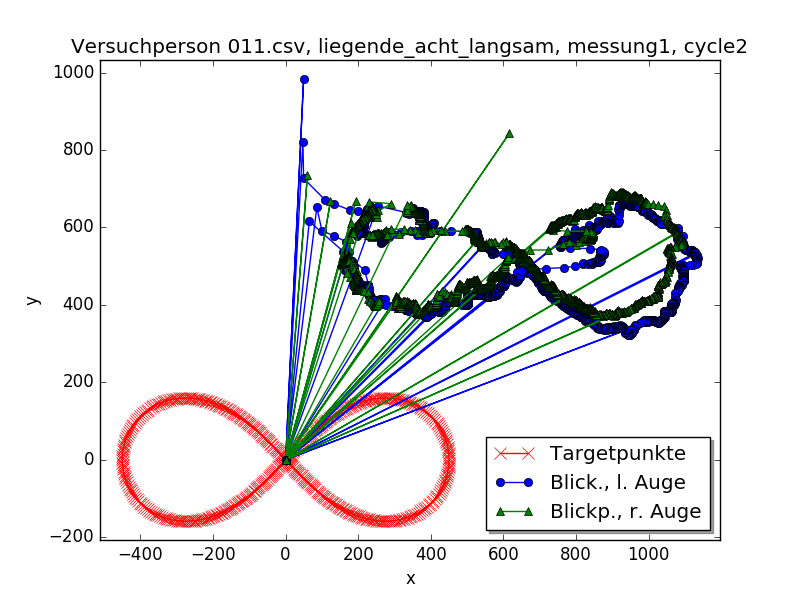 Versuchperson 011.csv, liegende_acht_langsam, messung1, cycle2
1000
800
600
400
200
0
−200
y
Targetpunkte
Blick., l. Auge
Blickp., r. Auge
−400 −200 0 200 400 600 800 1000
x